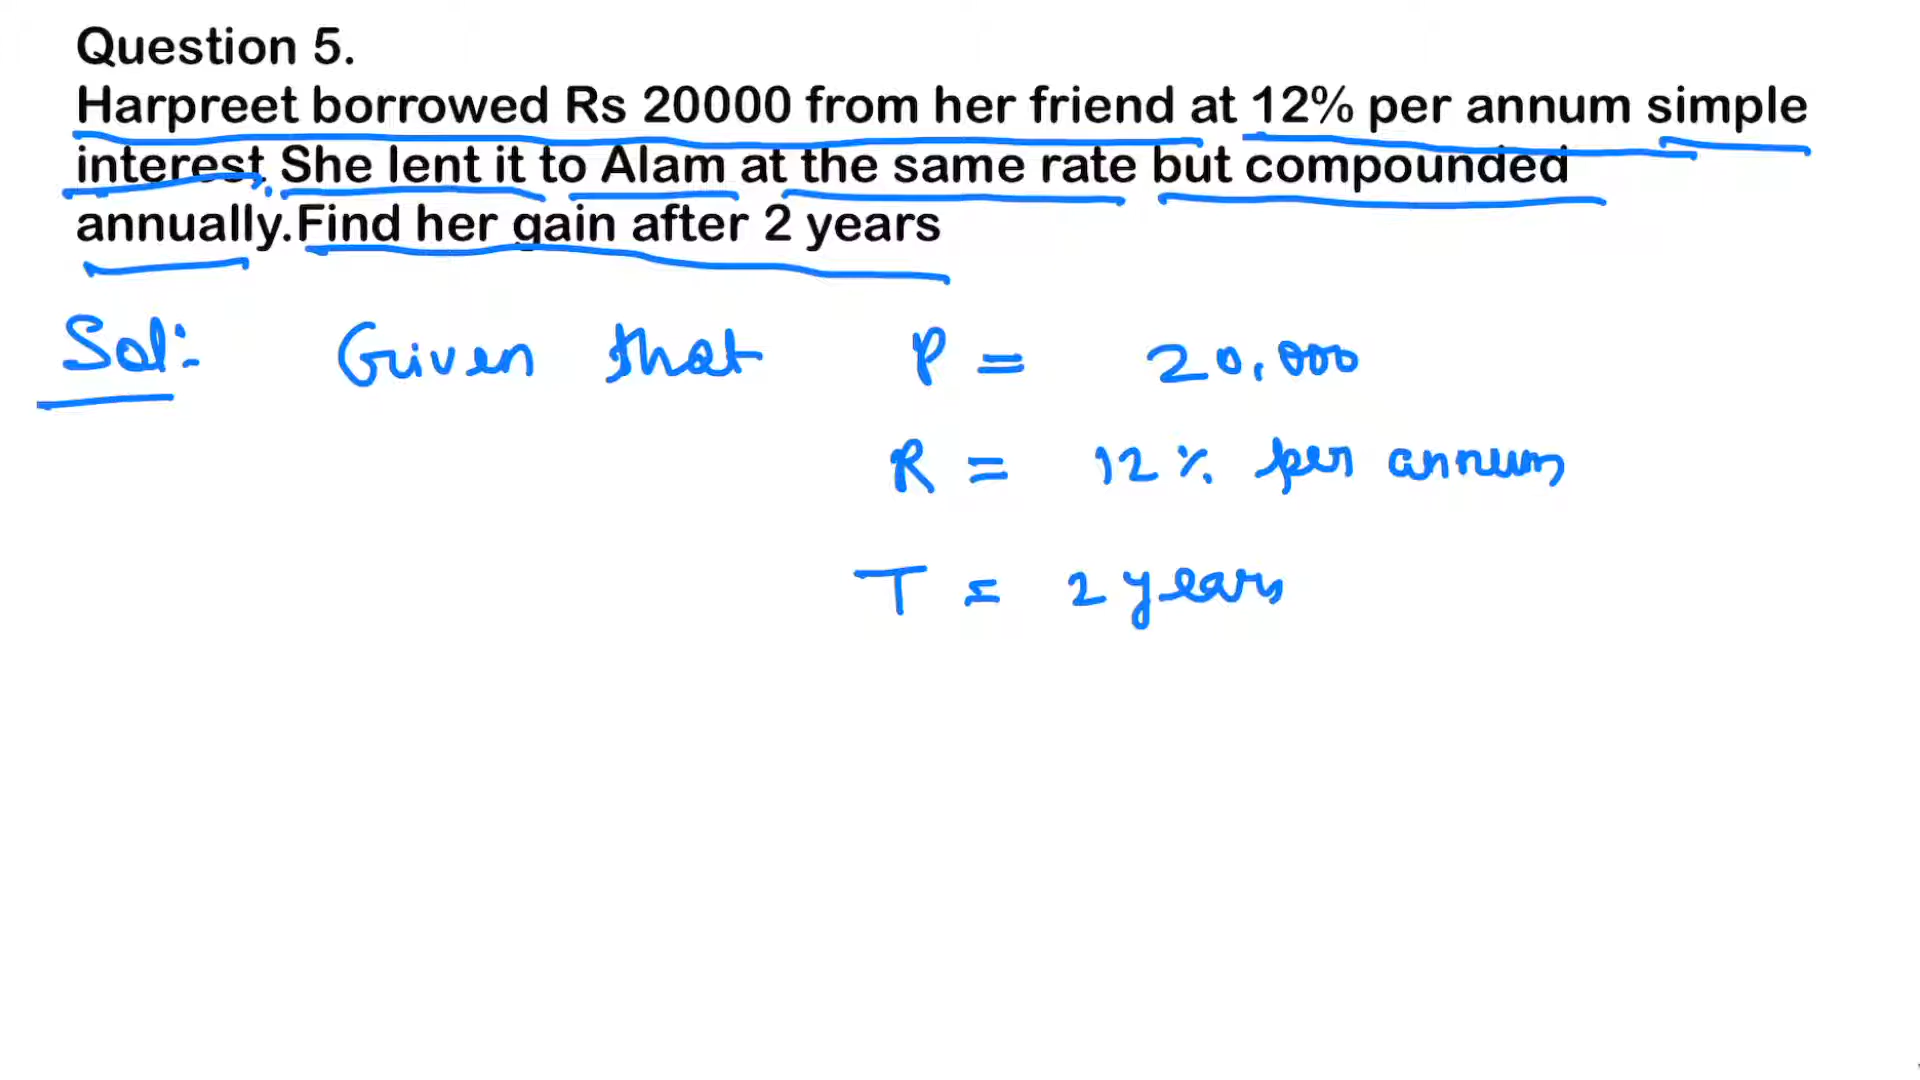 Question 5.
Harpreet borrowed Rs 20000 from her friend at 12% per annum simple
interest. She lent it to Alam at the same rate but compounded
annually.Find her gain after 2 years
Sol: Given that P = 20,000
R = 12% per annum
T = 2 years